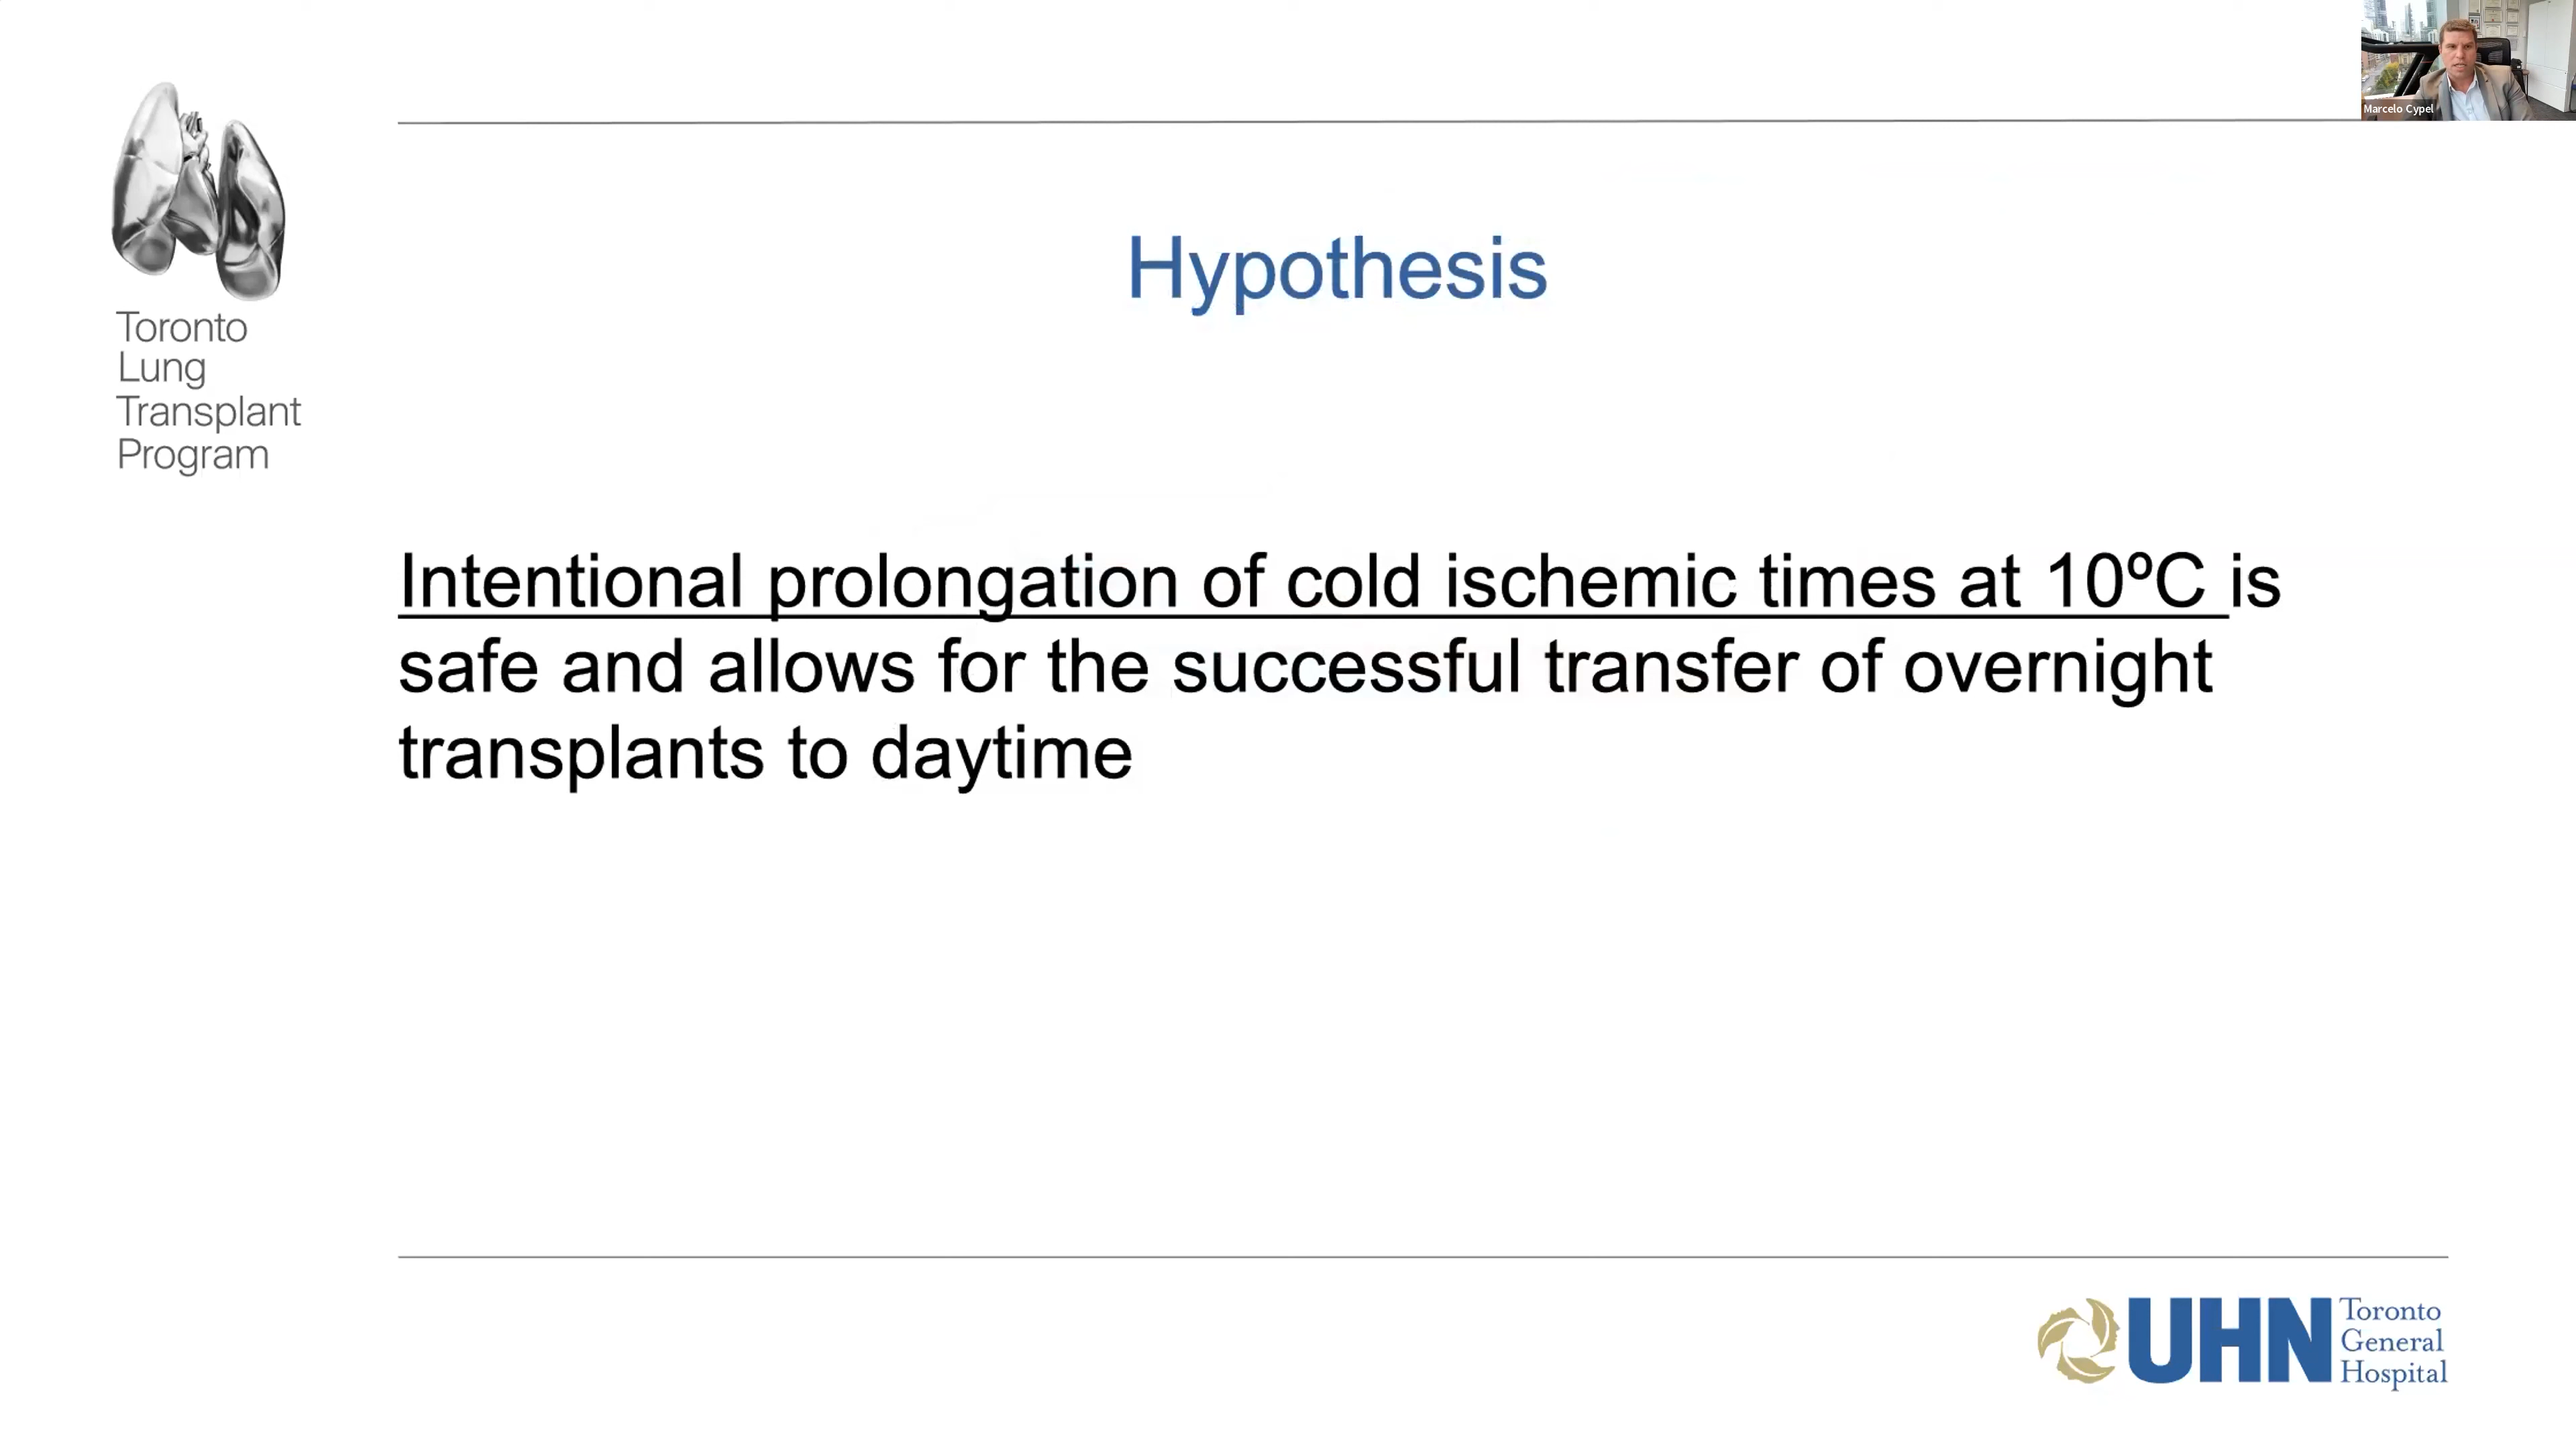 Marcelo Cypel
Toronto
Lung
Transplant
Program
Hypothesis
Intentional prolongation of cold ischemic times at 10ºC is
safe and allows for the successful transfer of overnight
transplants to daytime
UHN
Toronto
General
Hospital